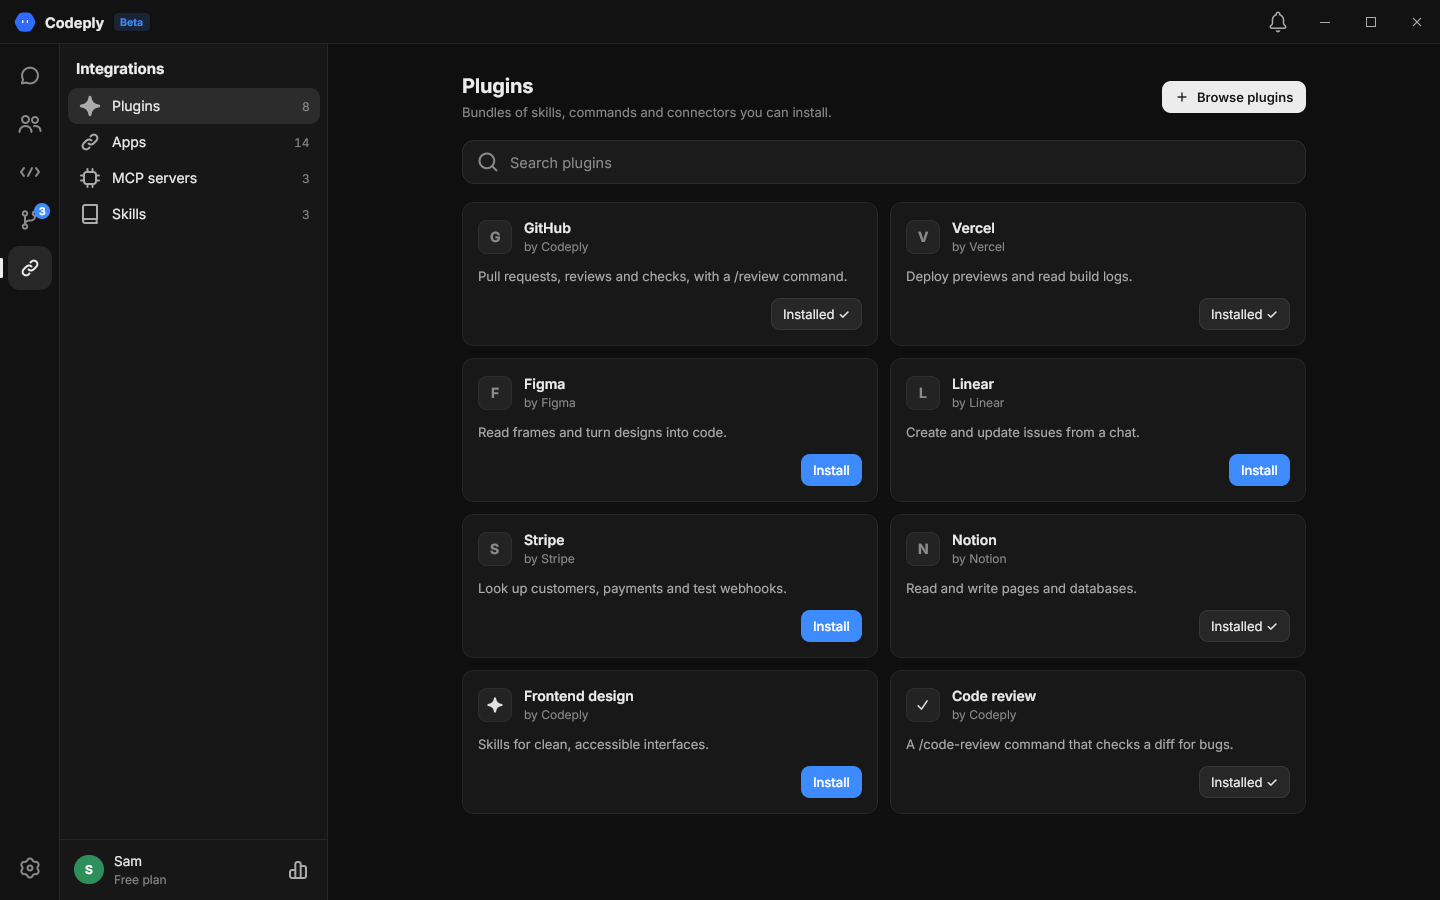 Codeply Beta
Integrations
Plugins 8
Apps 14
MCP servers 3
3
Skills 3
Plugins
Bundles of skills, commands and connectors you can install.
Browse plugins
Search plugins
G
GitHub
by Codeply
Pull requests, reviews and checks, with a /review command.
Installed
V
Vercel
by Vercel
Deploy previews and read build logs.
Installed
F
Figma
by Figma
Read frames and turn designs into code.
Install
L
Linear
by Linear
Create and update issues from a chat.
Install
S
Stripe
by Stripe
Look up customers, payments and test webhooks.
Install
N
Notion
by Notion
Read and write pages and databases.
Installed
Frontend design
by Codeply
Skills for clean, accessible interfaces.
Install
Code review
by Codeply
A /code-review command that checks a diff for bugs.
Installed
S
Sam
Free plan